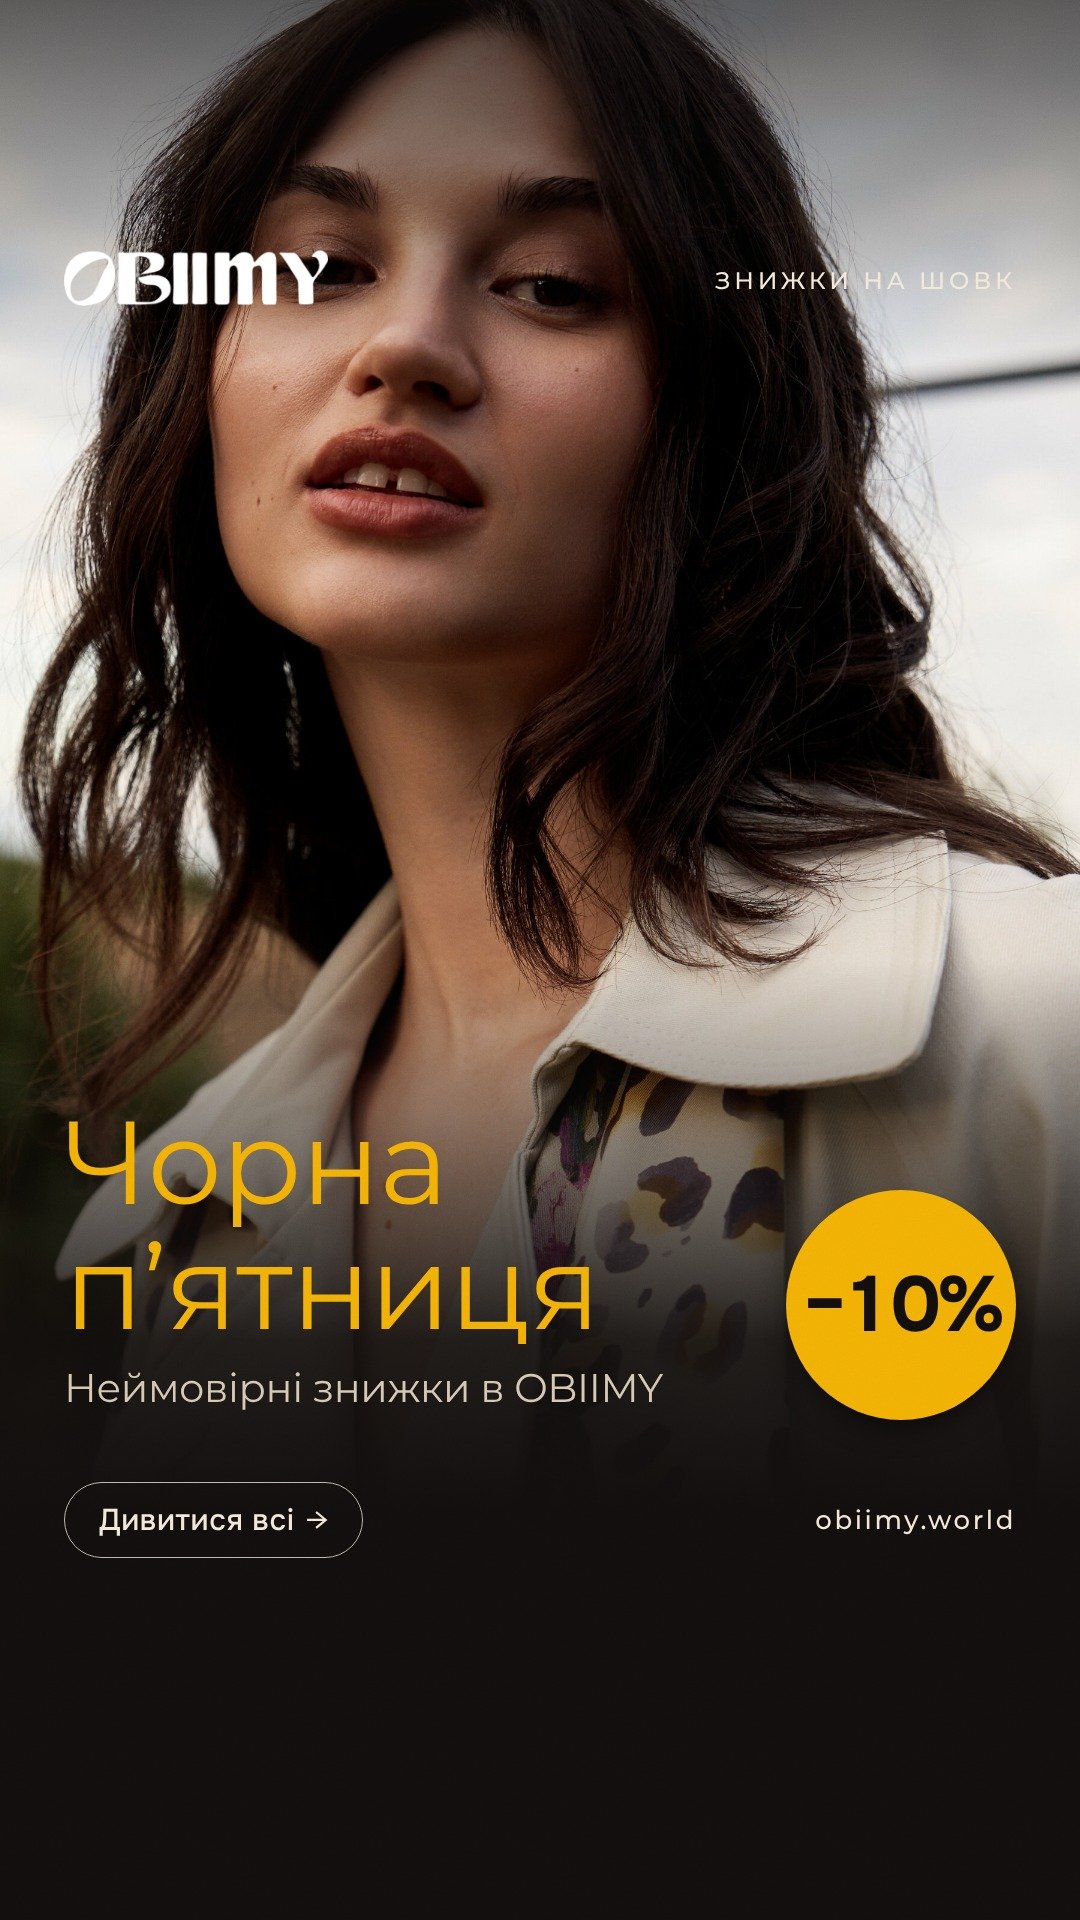 OBIIMY
ЗНИЖКИ НА ШОВК
Чорна
п’ятниця
-10%
Неймовірні знижки в OBIIMY
Дивитися всі →
obiimy.world